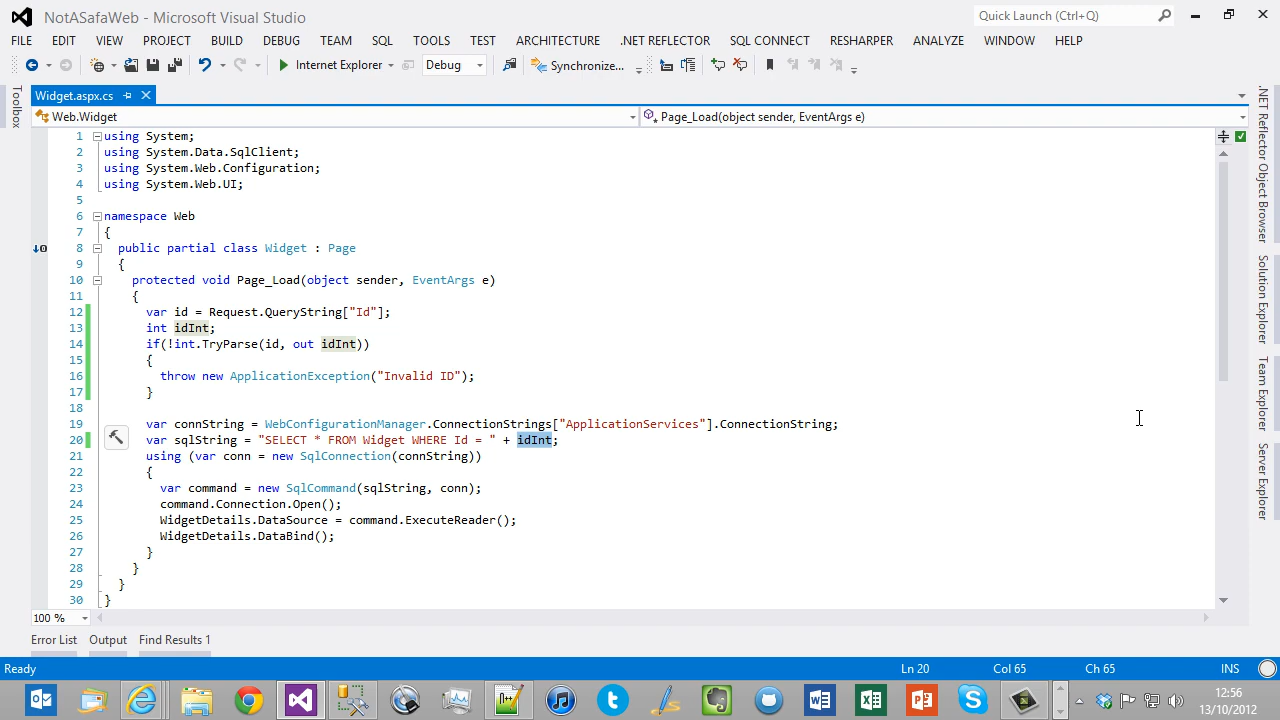 NotASafaWeb - Microsoft Visual Studio
Quick Launch (Ctrl+Q)
FILE EDIT VIEW PROJECT BUILD DEBUG TEAM SQL TOOLS TEST ARCHITECTURE .NET REFLECTOR SQL CONNECT RESHARPER ANALYZE WINDOW HELP
Internet Explorer Debug Synchronize...
Toolbox
Widget.aspx.cs
Web.Widget Page_Load(object sender, EventArgs e)
1 using System;
2 using System.Data.SqlClient;
3 using System.Web.Configuration;
4 using System.Web.UI;
5
6 namespace Web
7 {
8 public partial class Widget : Page
9 {
10 protected void Page_Load(object sender, EventArgs e)
11 {
12 var id = Request.QueryString["Id"];
13 int idInt;
14 if(!int.TryParse(id, out idInt))
15 {
16 throw new ApplicationException("Invalid ID");
17 }
18
19 var connString = WebConfigurationManager.ConnectionStrings["ApplicationServices"].ConnectionString;
20 var sqlString = "SELECT * FROM Widget WHERE Id = " + idInt;
21 using (var conn = new SqlConnection(connString))
22 {
23 var command = new SqlCommand(sqlString, conn);
24 command.Connection.Open();
25 WidgetDetails.DataSource = command.ExecuteReader();
26 WidgetDetails.DataBind();
27 }
28 }
29 }
30 }
.NET Reflector Object Browser
Solution Explorer
Team Explorer
Server Explorer
100 %
Error List Output Find Results 1
Ready Ln 20 Col 65 Ch 65 INS
12:56
13/10/2012